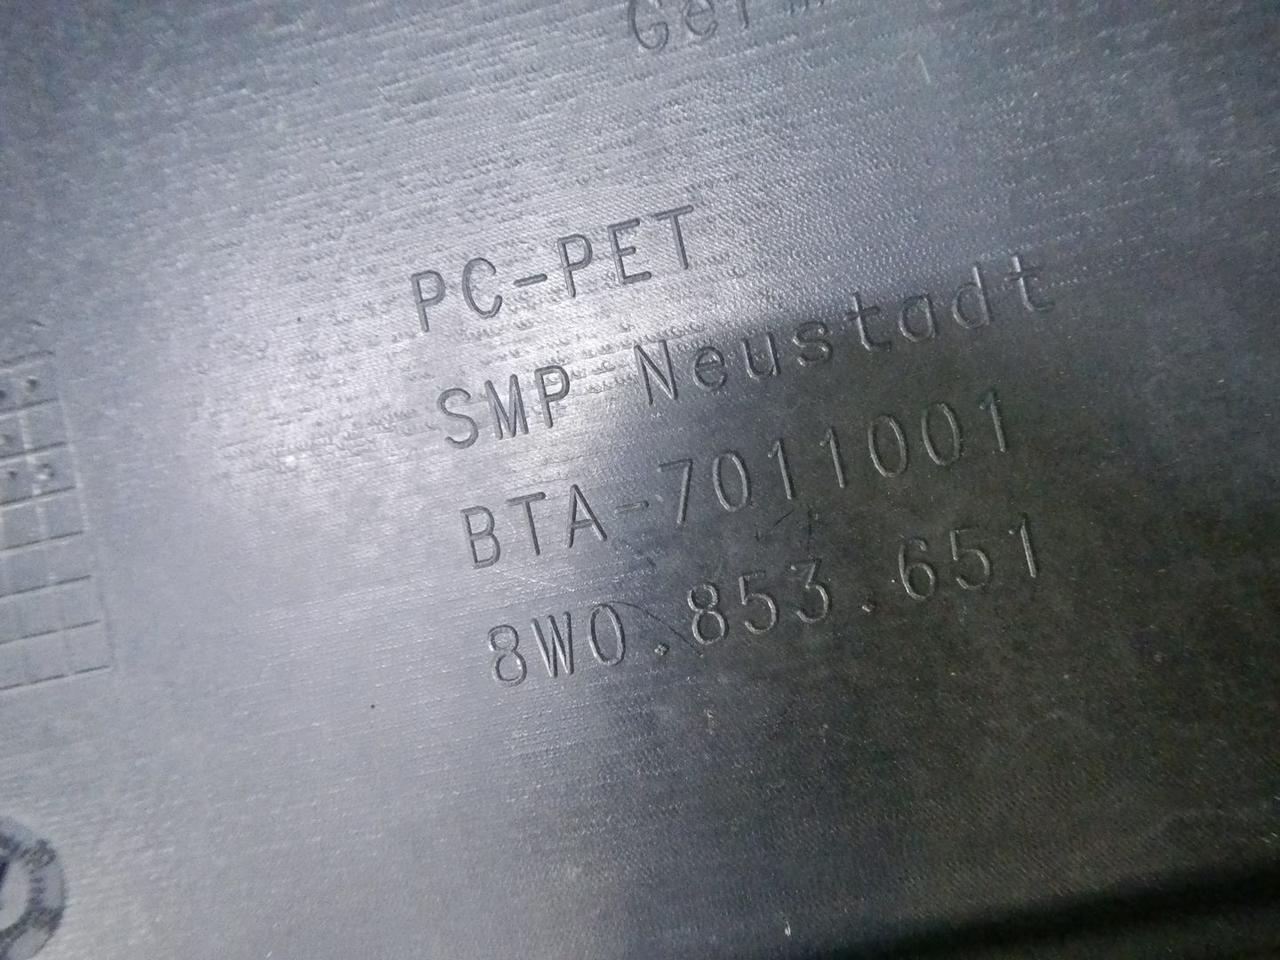 PC-PET
SMP Neustadt
BTA-7011001
8W0.853.651